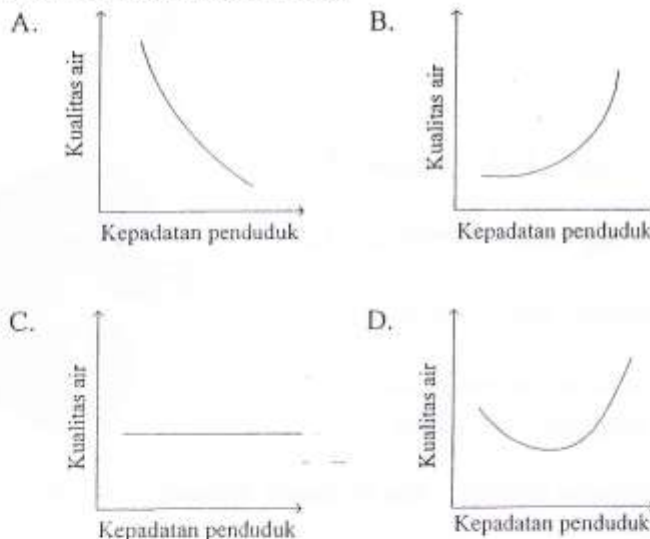 A.
Kualitas air
Kepadatan penduduk
B.
Kualitas air
Kepadatan penduduk
C.
Kualitas air
Kepadatan penduduk
D.
Kualitas air
Kepadatan penduduk